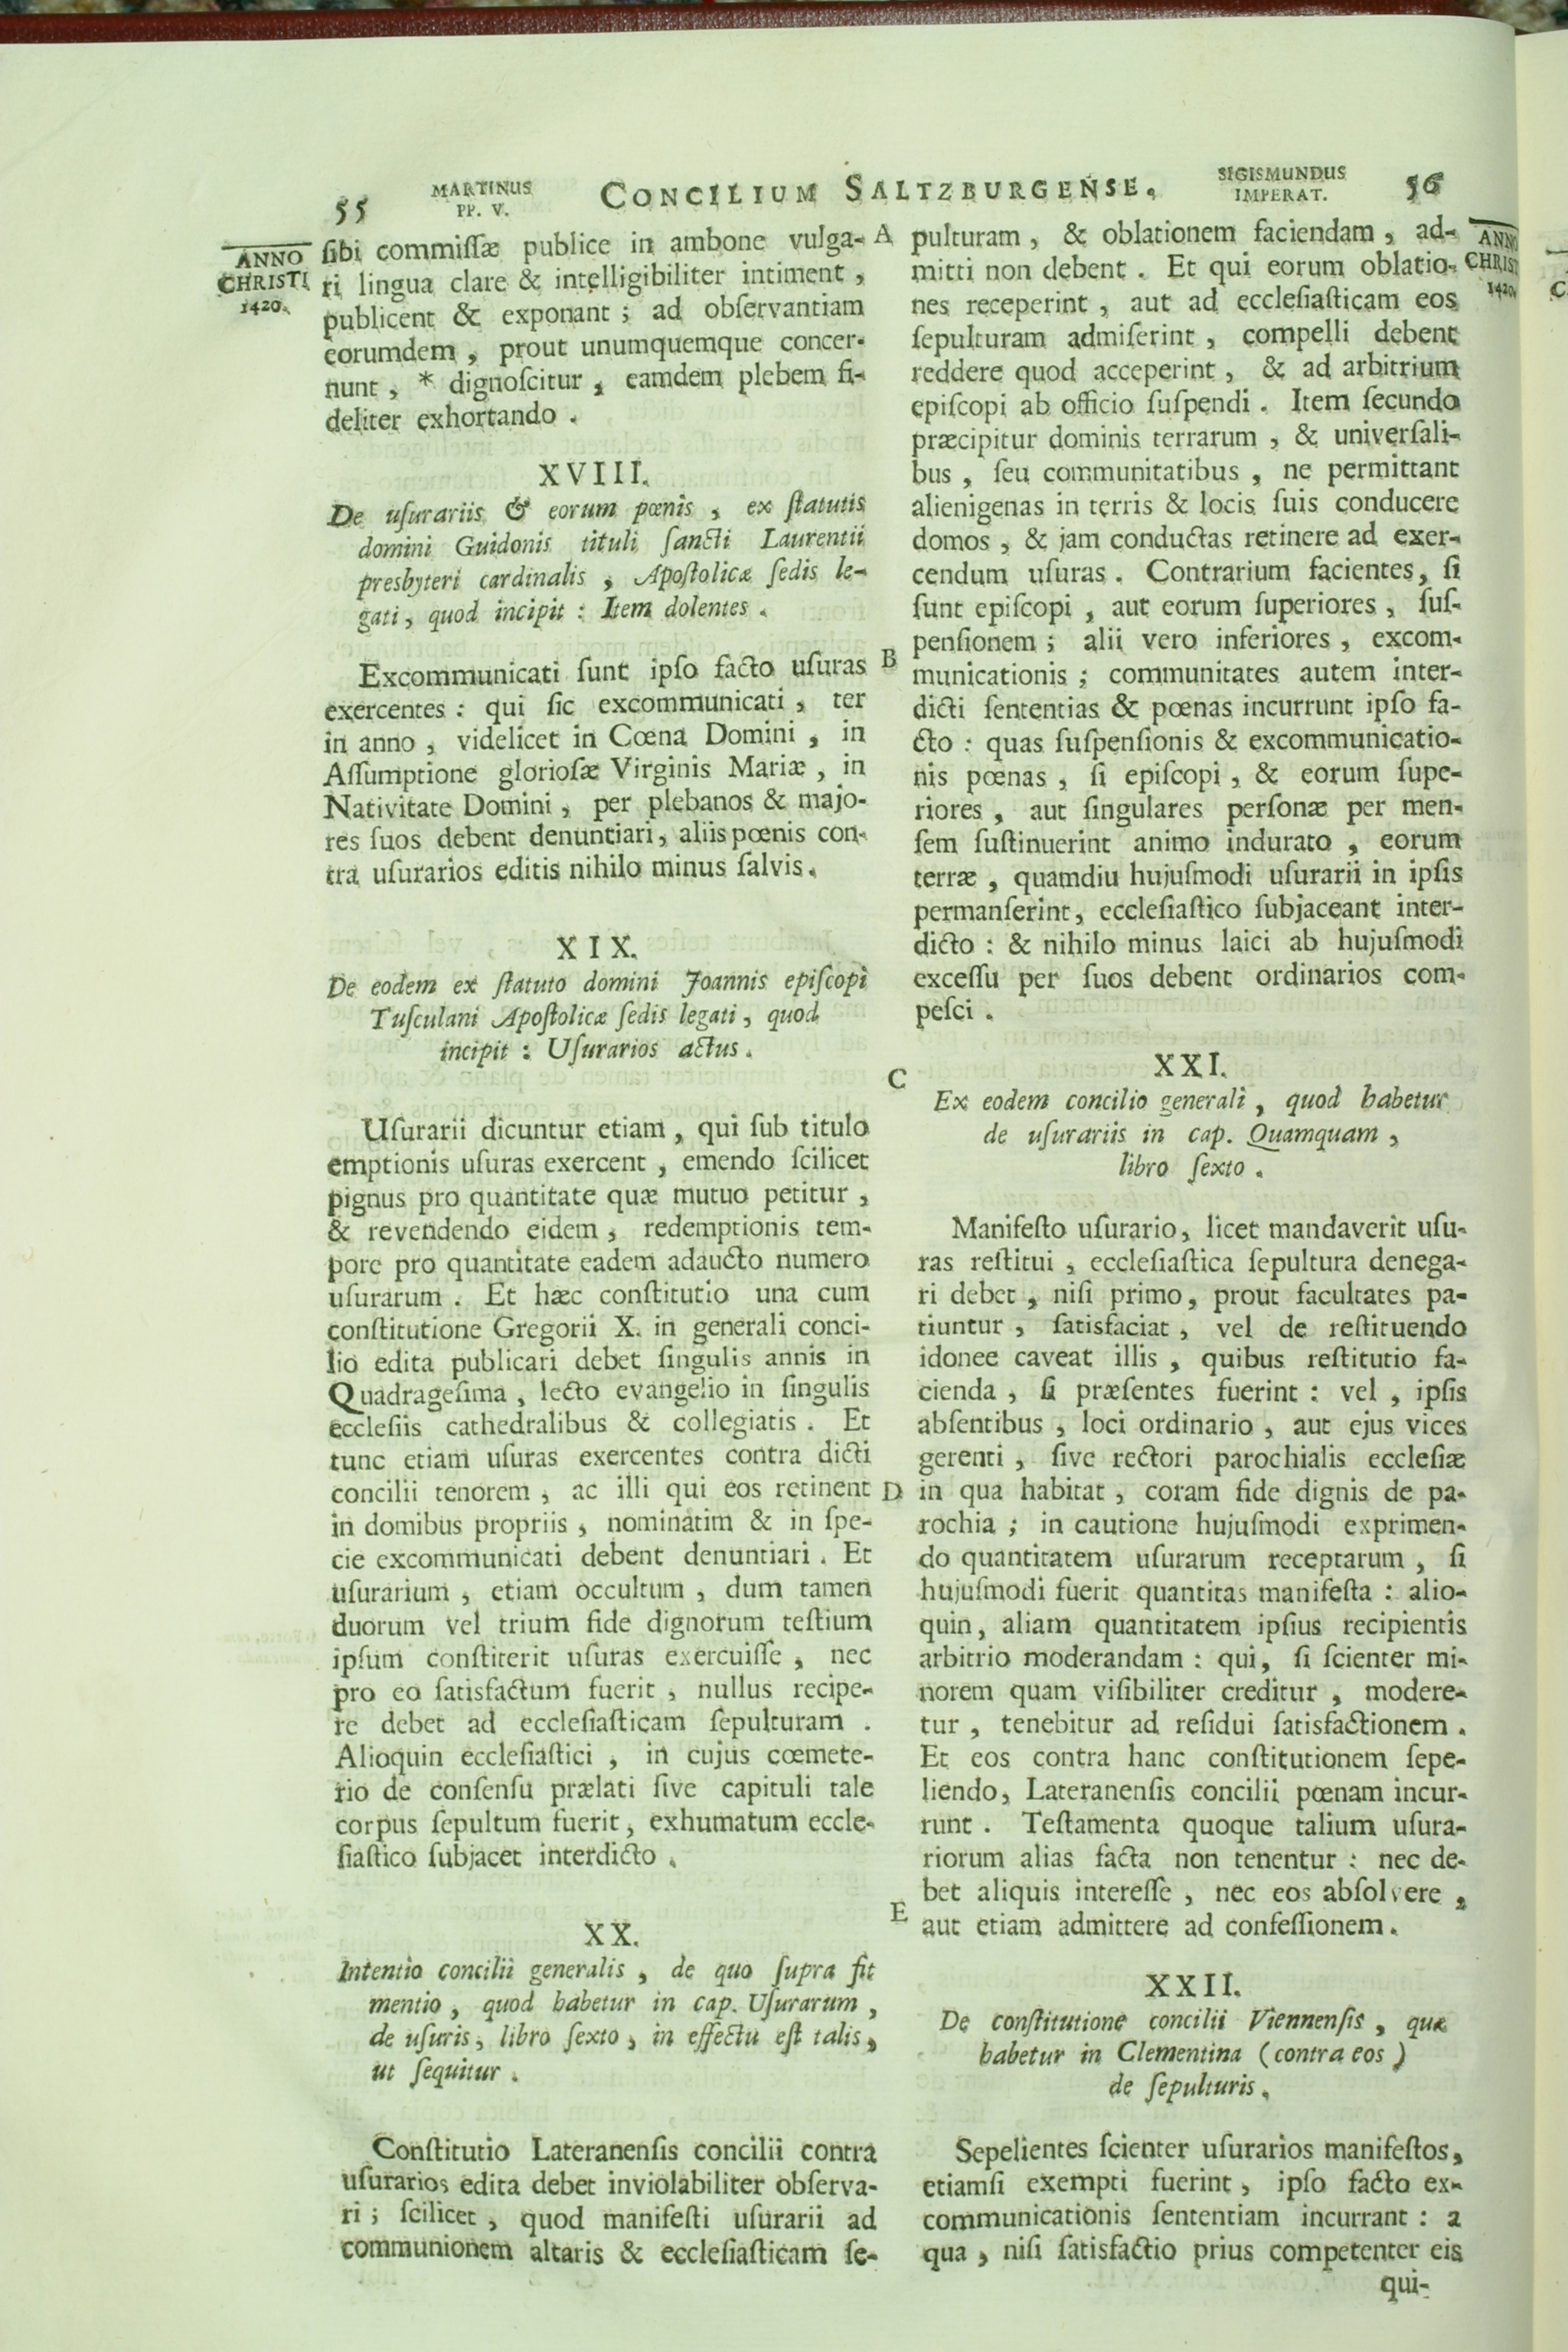 55
MARTINUS
PP. V.
CONCILIUM SALTZBURGENSE.
SIGISMUNDUS
IMPERAT.
56
ANNO
CHRISTI
1420.
ſibi commiſſæ publice in ambone vulga-
ri lingua clare & intelligibiliter intiment,
publicent & exponant; ad obſervantiam
eorumdem, prout unumquemque concer-
nunt, * dignoſcitur, eamdem plebem fi-
deliter exhortando.
XVIII.
De uſurariis & eorum pœnis, ex ſtatutis
domini Guidonis tituli ſancti Laurentii
presbyteri cardinalis, Apoſtolicæ ſedis le-
gati, quod incipit: Item dolentes.
Excommunicati ſunt ipſo facto uſuras
exercentes: qui ſic excommunicati, ter
in anno, videlicet in Cœna Domini, in
Aſſumptione glorioſæ Virginis Mariæ, in
Nativitate Domini, per plebanos & majo-
res ſuos debent denuntiari, aliis pœnis con-
tra uſurarios editis nihilo minus ſalvis.
XIX.
De eodem ex ſtatuto domini Joannis epiſcopi
Tuſculani Apoſtolicæ ſedis legati, quod
incipit: Uſurarios actus.
Uſurarii dicuntur etiam, qui ſub titulo
emptionis uſuras exercent, emendo ſcilicet
pignus pro quantitate quæ mutuo petitur,
& revendendo eidem, redemptionis tem-
pore pro quantitate eadem adaucto numero
uſurarum. Et hæc conſtitutio una cum
conſtitutione Gregorii X. in generali conci-
lio edita publicari debet ſingulis annis in
Quadrageſima, lecto evangelio in ſingulis
eccleſiis cathedralibus & collegiatis. Et
tunc etiam uſuras exercentes contra dicti
concilii tenorem, ac illi qui eos retinent
in domibus propriis, nominatim & in ſpe-
cie excommunicati debent denuntiari. Et
uſurarium, etiam occultum, dum tamen
duorum vel trium fide dignorum teſtium
ipſum conſtiterit uſuras exercuiſſe, nec
pro eo ſatisfactum fuerit, nullus recipe-
re debet ad eccleſiaſticam ſepulturam.
Alioquin eccleſiaſtici, in cujus cœmete-
rio de conſenſu prælati ſive capituli tale
corpus ſepultum fuerit, exhumatum eccle-
ſiaſtico ſubjacet interdicto.
XX.
Intentio concilii generalis, de quo ſupra fit
mentio, quod habetur in cap. Uſurarum,
de uſuris, libro ſexto, in effectu eſt talis,
ut ſequitur.
Conſtitutio Lateranenſis concilii contra
uſurarios edita debet inviolabiliter obſerva-
ri; ſcilicet, quod manifeſti uſurarii ad
communionem altaris & eccleſiaſticam ſe-
A
B
C
D
E
pulturam, & oblationem faciendam, ad-
mitti non debent. Et qui eorum oblatio-
nes receperint, aut ad eccleſiaſticam eos
ſepulturam admiſerint, compelli debent
reddere quod acceperint, & ad arbitrium
epiſcopi ab officio ſuſpendi. Item ſecundo
præcipitur dominis terrarum, & univerſali-
bus, ſeu communitatibus, ne permittant
alienigenas in terris & locis ſuis conducere
domos, & jam conductas retinere ad exer-
cendum uſuras. Contrarium facientes, ſi
ſunt epiſcopi, aut eorum ſuperiores, ſuſ-
penſionem; alii vero inferiores, excom-
municationis; communitates autem inter-
dicti ſententias & pœnas incurrunt ipſo fa-
cto: quas ſuſpenſionis & excommunicatio-
nis pœnas, ſi epiſcopi, & eorum ſupe-
riores, aut ſingulares perſonæ per men-
ſem ſuſtinuerint animo indurato, eorum
terræ, quamdiu hujuſmodi uſurarii in ipſis
permanſerint, eccleſiaſtico ſubjaceant inter-
dicto: & nihilo minus laici ab hujuſmodi
exceſſu per ſuos debent ordinarios com-
peſci.
XXI.
Ex eodem concilio generali, quod habetur
de uſurariis in cap. Quamquam,
libro ſexto.
Manifeſto uſurario, licet mandaverit uſu-
ras reſtitui, eccleſiaſtica ſepultura denega-
ri debet, niſi primo, prout facultates pa-
tiuntur, ſatisfaciat, vel de reſtituendo
idonee caveat illis, quibus reſtitutio fa-
cienda, ſi præſentes fuerint: vel, ipſis
abſentibus, loci ordinario, aut ejus vices
gerenti, ſive rectori parochialis eccleſiæ
in qua habitat, coram fide dignis de pa-
rochia; in cautione hujuſmodi exprimen-
do quantitatem uſurarum receptarum, ſi
hujuſmodi fuerit quantitas manifeſta: alio-
quin, aliam quantitatem ipſius recipientis
arbitrio moderandam: qui, ſi ſcienter mi-
norem quam viſibiliter creditur, modere-
tur, tenebitur ad reſidui ſatisfactionem.
Et eos contra hanc conſtitutionem ſepe-
liendo, Lateranenſis concilii pœnam incur-
runt. Teſtamenta quoque talium uſura-
riorum alias facta non tenentur: nec de-
bet aliquis intereſſe, nec eos abſolvere,
aut etiam admittere ad confeſſionem.
XXII.
De conſtitutione concilii Viennenſis, quæ
habetur in Clementina (contra eos)
de ſepulturis.
Sepelientes ſcienter uſurarios manifeſtos,
etiamſi exempti fuerint, ipſo facto ex-
communicationis ſententiam incurrant: a
qua, niſi ſatisfactio prius competenter eis
qui-
ANNO
CHRIST
1420.